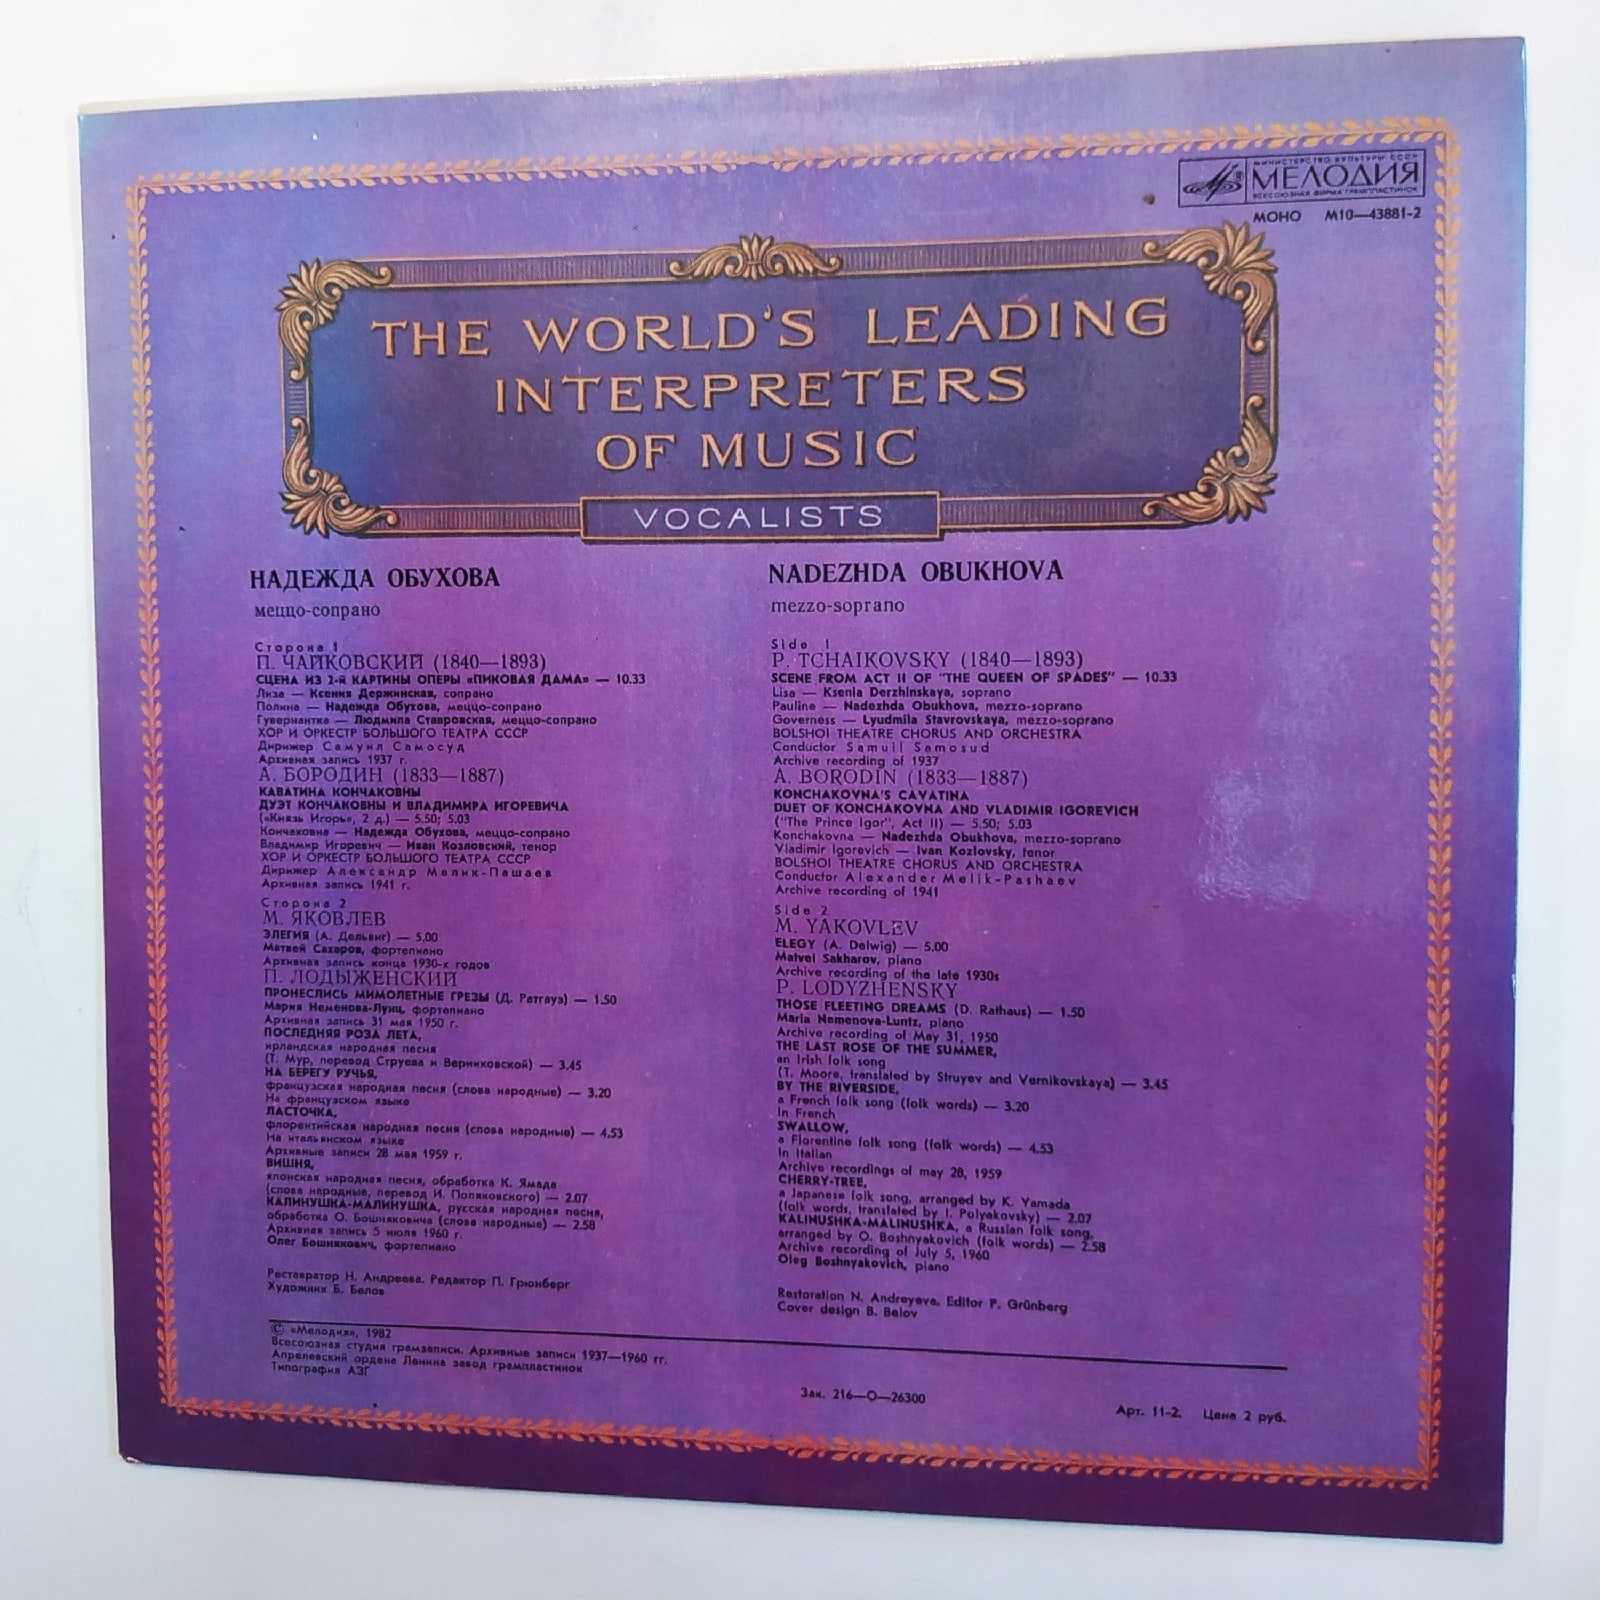 МИНИСТЕРСТВО КУЛЬТУРЫ СССР
МЕЛОДИЯ
ВСЕСОЮЗНАЯ ФИРМА ГРАМПЛАСТИНОК
МОНО М10—43881-2
THE WORLD'S LEADING
INTERPRETERS
OF MUSIC
VOCALISTS
НАДЕЖДА ОБУХОВА
меццо-сопрано
Сторона 1
П. ЧАЙКОВСКИЙ (1840—1893)
СЦЕНА ИЗ 2-Й КАРТИНЫ ОПЕРЫ «ПИКОВАЯ ДАМА» — 10.33
Лиза — Ксения Держинская, сопрано
Полина — Надежда Обухова, меццо-сопрано
Гувернантка — Людмила Ставровская, меццо-сопрано
ХОР И ОРКЕСТР БОЛЬШОГО ТЕАТРА СССР
Дирижер Самуил Самосуд
Архивная запись 1937 г.
А. БОРОДИН (1833—1887)
КАВАТИНА КОНЧАКОВНЫ
ДУЭТ КОНЧАКОВНЫ И ВЛАДИМИРА ИГОРЕВИЧА
(«Князь Игорь», 2 д.) — 5.50; 5.03
Кончаковна — Надежда Обухова, меццо-сопрано
Владимир Игоревич — Иван Козловский, тенор
ХОР И ОРКЕСТР БОЛЬШОГО ТЕАТРА СССР
Дирижер Александр Мелик-Пашаев
Архивная запись 1941 г.
Сторона 2
М. ЯКОВЛЕВ
ЭЛЕГИЯ (А. Дельвиг) — 5.00
Матвей Сахаров, фортепиано
Архивная запись конца 1930-х годов
П. ЛОДЫЖЕНСКИЙ
ПРОНЕСЛИСЬ МИМОЛЕТНЫЕ ГРЕЗЫ (Д. Ратгауз) — 1.50
Мария Неменова-Лунц, фортепиано
Архивная запись 31 мая 1950 г.
ПОСЛЕДНЯЯ РОЗА ЛЕТА,
ирландская народная песня
(Т. Мур, перевод Струева и Верниковской) — 3.45
НА БЕРЕГУ РУЧЬЯ,
французская народная песня (слова народные) — 3.20
На французском языке
ЛАСТОЧКА,
флорентийская народная песня (слова народные) — 4.53
На итальянском языке
Архивные записи 28 мая 1959 г.
ВИШНЯ,
японская народная песня, обработка К. Ямада
(слова народные, перевод И. Поляковского) — 2.07
КАЛИНУШКА-МАЛИНУШКА, русская народная песня,
обработка О. Бошняковича (слова народные) — 2.58
Архивная запись 5 июля 1960 г.
Олег Бошнякович, фортепиано
Реставратор Н. Андреева. Редактор П. Грюнберг
Художник Б. Белов
NADEZHDA OBUKHOVA
mezzo-soprano
Side 1
P. TCHAIKOVSKY (1840—1893)
SCENE FROM ACT II OF "THE QUEEN OF SPADES" — 10.33
Lisa — Ksenia Derzhinskaya, soprano
Pauline — Nadezhda Obukhova, mezzo-soprano
Governess — Lyudmila Stavrovskaya, mezzo-soprano
BOLSHOI THEATRE CHORUS AND ORCHESTRA
Conductor Samuil Samosud
Archive recording of 1937
A. BORODIN (1833—1887)
KONCHAKOVNA'S CAVATINA
DUET OF KONCHAKOVNA AND VLADIMIR IGOREVICH
("The Prince Igor", Act II) — 5.50; 5.03
Konchakovna — Nadezhda Obukhova, mezzo-soprano
Vladimir Igorevich — Ivan Kozlovsky, tenor
BOLSHOI THEATRE CHORUS AND ORCHESTRA
Conductor Alexander Melik-Pashaev
Archive recording of 1941
Side 2
M. YAKOVLEV
ELEGY (A. Delwig) — 5.00
Matvei Sakharov, piano
Archive recording of the late 1930s
P. LODYZHENSKY
THOSE FLEETING DREAMS (D. Rathaus) — 1.50
Maria Nemenova-Luntz, piano
Archive recording of May 31, 1950
THE LAST ROSE OF THE SUMMER,
an Irish folk song
(T. Moore, translated by Struyev and Vernikovskaya) — 3.45
BY THE RIVERSIDE,
a French folk song (folk words) — 3.20
In French
SWALLOW,
a Florentine folk song (folk words) — 4.53
In Italian
Archive recordings of may 28, 1959
CHERRY-TREE,
a Japanese folk song, arranged by K. Yamada
(folk words, translated by I. Polyakovsky) — 2.07
KALINUSHKA-MALINUSHKA, a Russian folk song,
arranged by O. Boshnyakovich (folk words) — 2.58
Archive recording of July 5, 1960
Oleg Boshnyakovich, piano
Restoration N. Andreyeva. Editor P. Grünberg
Cover design B. Belov
© «Мелодия», 1982
Всесоюзная студия грамзаписи. Архивные записи 1937—1960 гг.
Апрелевский ордена Ленина завод грампластинок
Типография АЗГ
Зак. 216—О—26300
Арт. 11-2. Цена 2 руб.